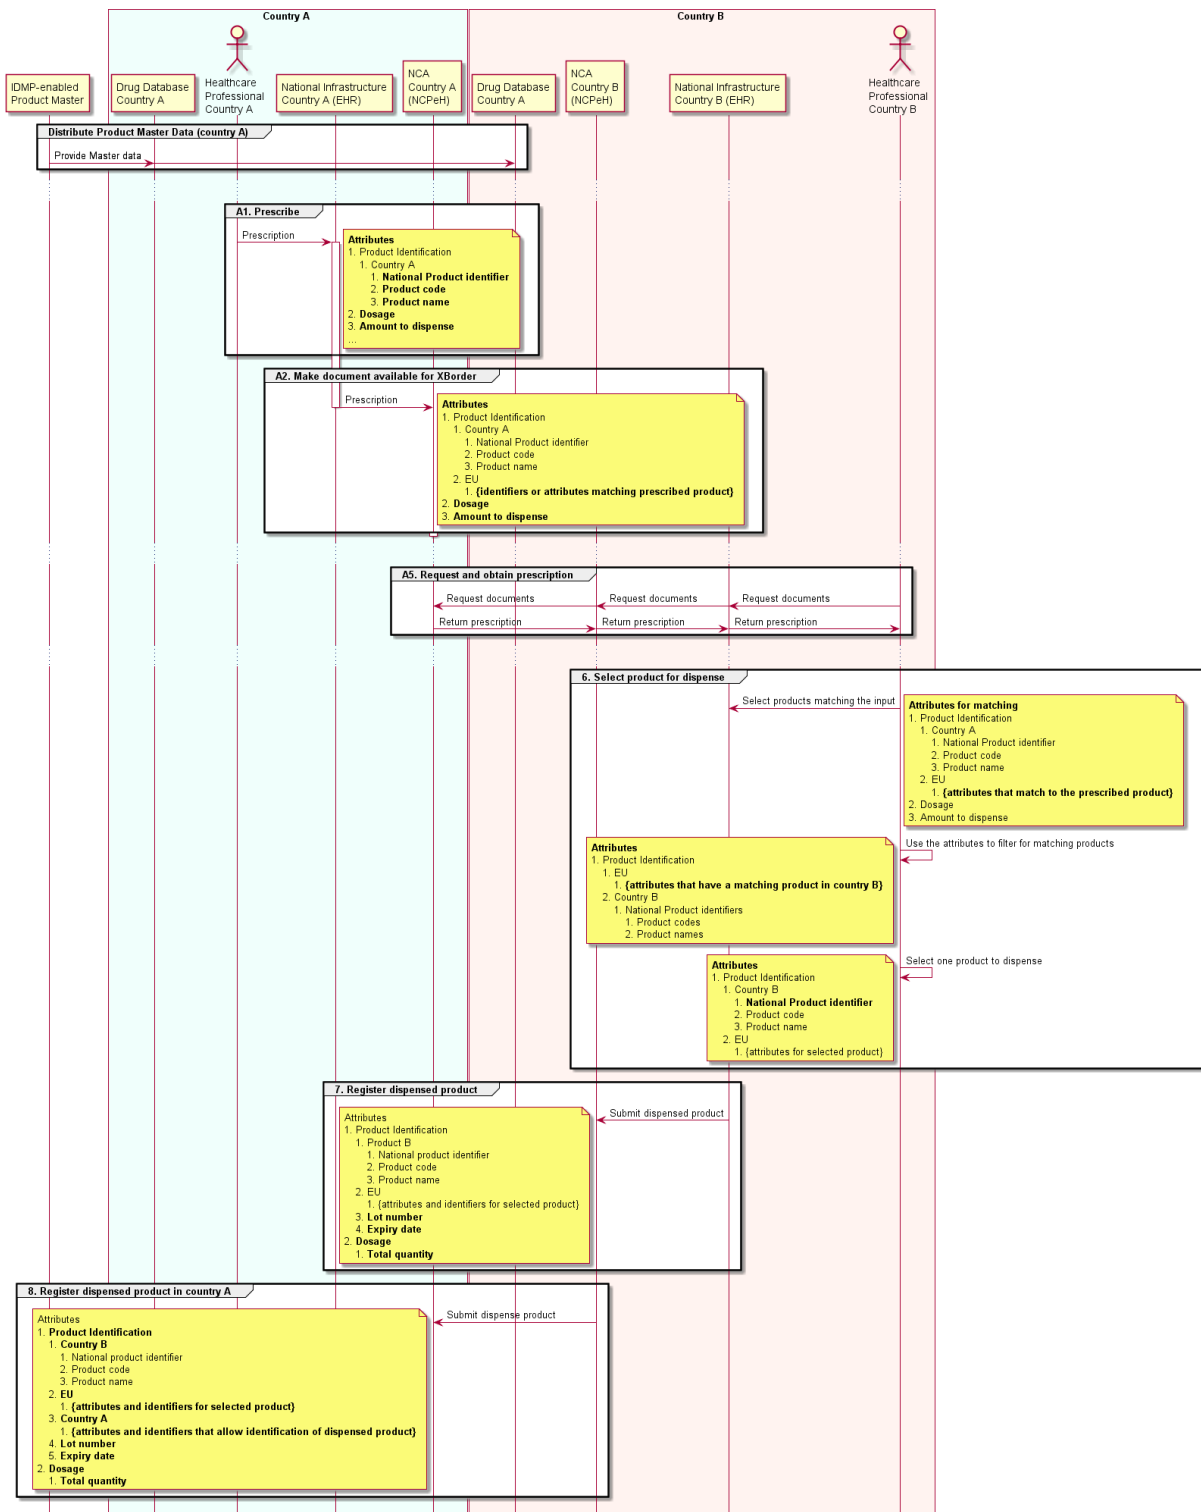 Country A
Country B
IDMP-enabled
Product Master
Drug Database
Country A
Healthcare
Professional
Country A
National Infrastructure
Country A (EHR)
NCA
Country A
(NCPeH)
Drug Database
Country A
NCA
Country B
(NCPeH)
National Infrastructure
Country B (EHR)
Healthcare
Professional
Country B
Distribute Product Master Data (country A)
Provide Master data
A1. Prescribe
Prescription
Attributes
1. Product Identification
1. Country A
1. National Product identifier
2. Product code
3. Product name
2. Dosage
3. Amount to dispense
...
A2. Make document available for XBorder
Prescription
Attributes
1. Product Identification
1. Country A
1. National Product identifier
2. Product code
3. Product name
2. EU
1. {identifiers or attributes matching prescribed product}
2. Dosage
3. Amount to dispense
A5. Request and obtain prescription
Request documents
Request documents
Request documents
Return prescription
Return prescription
Return prescription
6. Select product for dispense
Select products matching the input
Attributes for matching
1. Product Identification
1. Country A
1. National Product identifier
2. Product code
3. Product name
2. EU
1. {attributes that match to the prescribed product}
2. Dosage
3. Amount to dispense
Use the attributes to filter for matching products
Attributes
1. Product Identification
1. EU
1. {attributes that have a matching product in country B}
2. Country B
1. National Product identifiers
1. Product codes
2. Product names
Select one product to dispense
Attributes
1. Product Identification
1. Country B
1. National Product identifier
2. Product code
3. Product name
2. EU
1. {attributes for selected product}
7. Register dispensed product
Submit dispensed product
Attributes
1. Product Identification
1. Product B
1. National product identifier
2. Product code
3. Product name
2. EU
1. {attributes and identifiers for selected product}
3. Lot number
4. Expiry date
2. Dosage
1. Total quantity
8. Register dispensed product in country A
Submit dispense product
Attributes
1. Product Identification
1. Country B
1. National product identifier
2. Product code
3. Product name
2. EU
1. {attributes and identifiers for selected product}
3. Country A
1. {attributes and identifiers that allow identification of dispensed product}
4. Lot number
5. Expiry date
2. Dosage
1. Total quantity